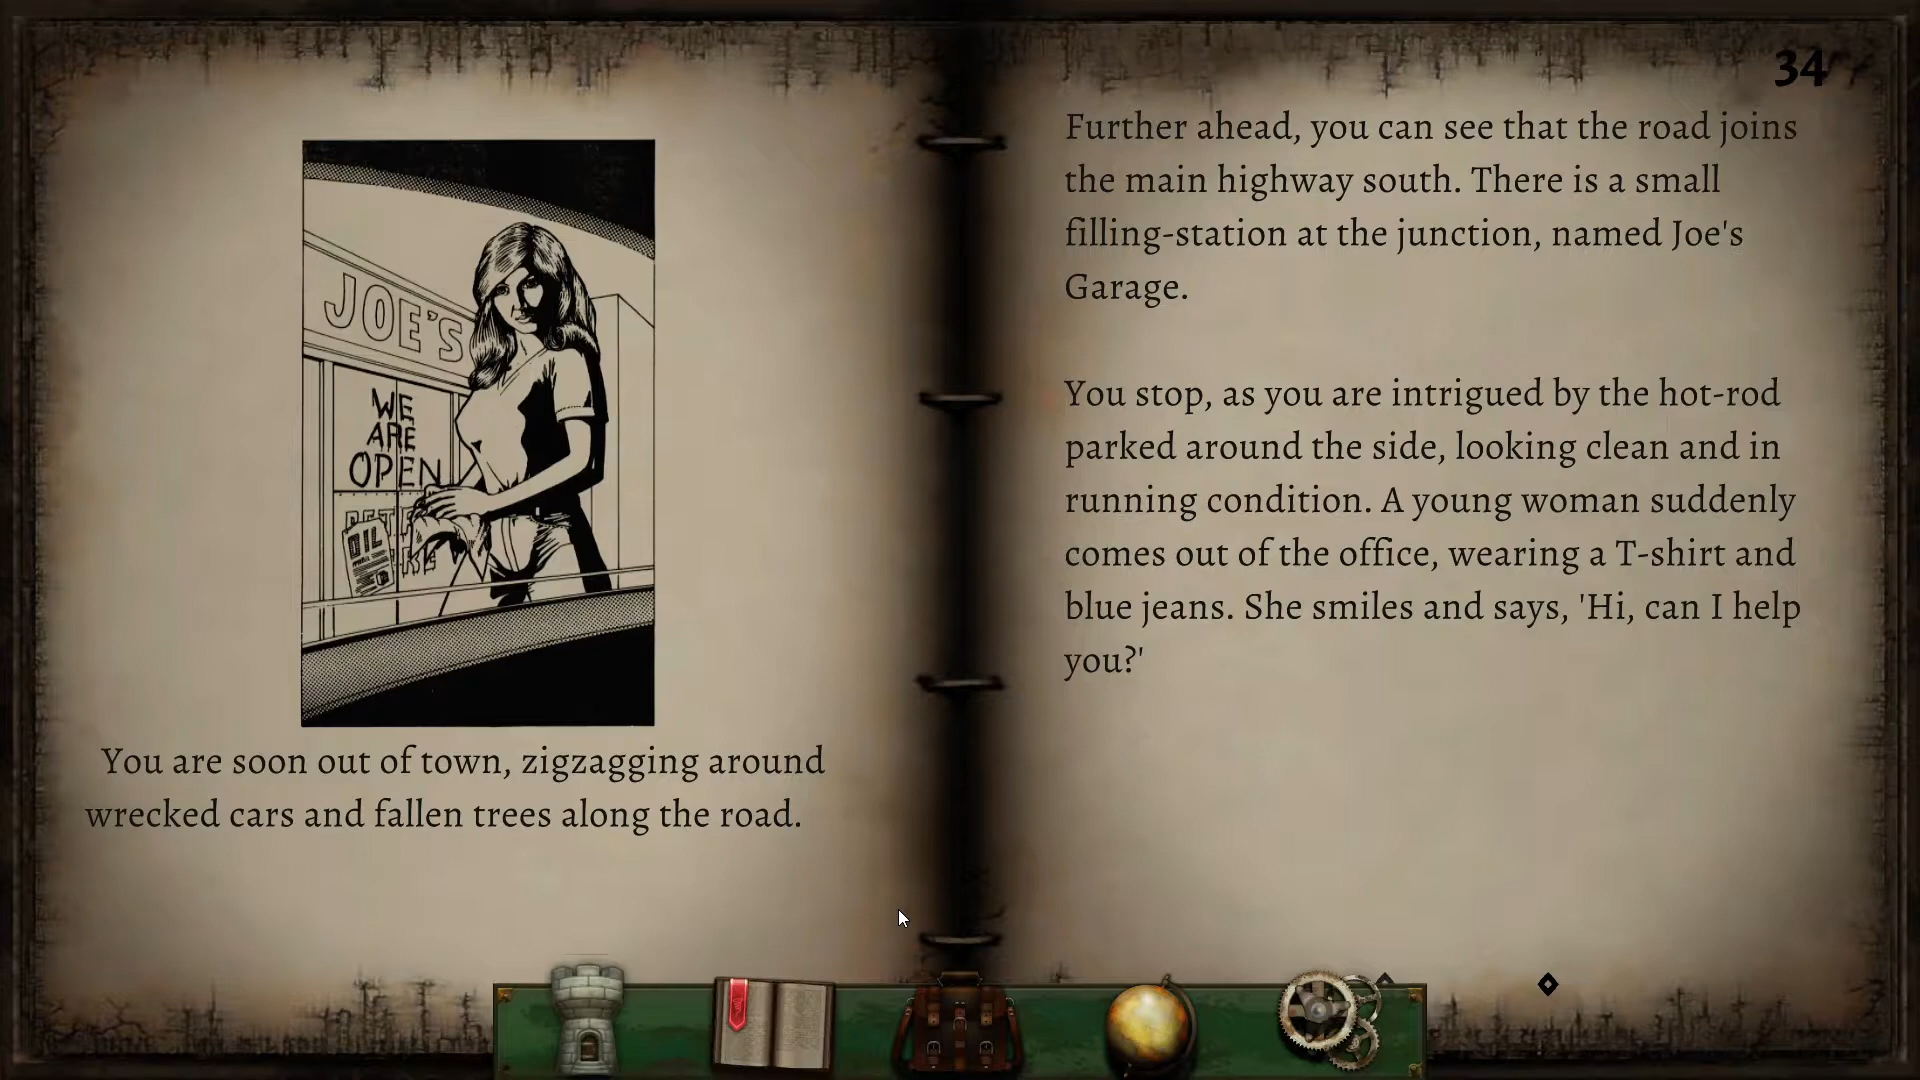 34
JOE'S
WE
ARE
OPEN
OIL
You are soon out of town, zigzagging around
wrecked cars and fallen trees along the road.
Further ahead, you can see that the road joins
the main highway south. There is a small
filling-station at the junction, named Joe's
Garage.
You stop, as you are intrigued by the hot-rod
parked around the side, looking clean and in
running condition. A young woman suddenly
comes out of the office, wearing a T-shirt and
blue jeans. She smiles and says, 'Hi, can I help
you?'